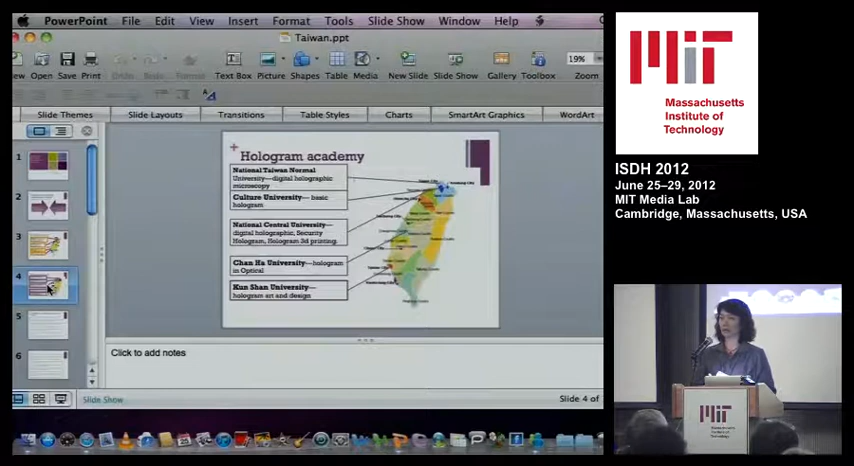 PowerPoint File Edit View Insert Format Tools Slide Show Window Help
Taiwan.ppt
Open Save Print Text Box Picture Shapes Table Media New Slide Slide Show Gallery Toolbox Zoom
19%
Slide Themes Slide Layouts Transitions Table Styles Charts SmartArt Graphics WordArt
1
2
3
4
5
6
+ Hologram academy
National Taiwan Normal
University—digital holographic
microscopy
Culture University— basic
hologram
National Central University—
digital holographic, Security
Hologram, Hologram 3d printing.
Chan Ha University—hologram
in Optical
Kun Shan University—
hologram art and design
Click to add notes
Slide Show
Slide 4 of
MIT
Massachusetts
Institute of
Technology
ISDH 2012
June 25–29, 2012
MIT Media Lab
Cambridge, Massachusetts, USA
MIT